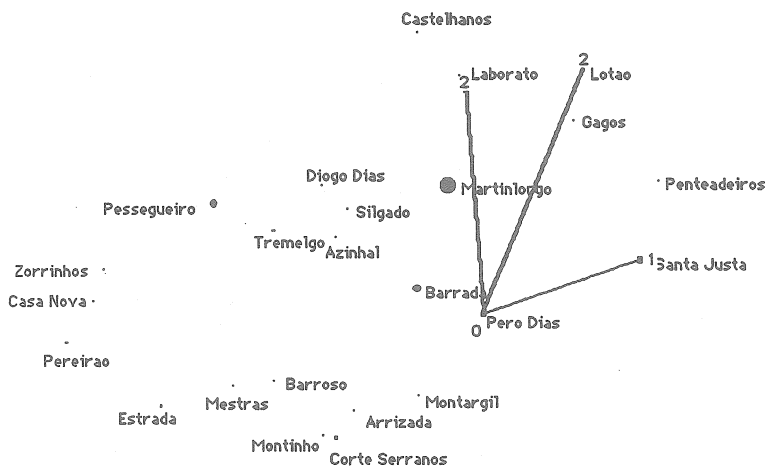 Castelhanos
2
2 Laborato
Lotao
Gagos
Diogo Dias
Martinlongo
Penteadeiros
Pessegueiro
Silgado
Tremelgo
Azinhal
Zorrinhos
1 Santa Justa
Casa Nova
Barrada
Pero Dias
0
Pereirao
Barroso
Mestras
Montargil
Estrada
Arrizada
Montinho
Corte Serranos